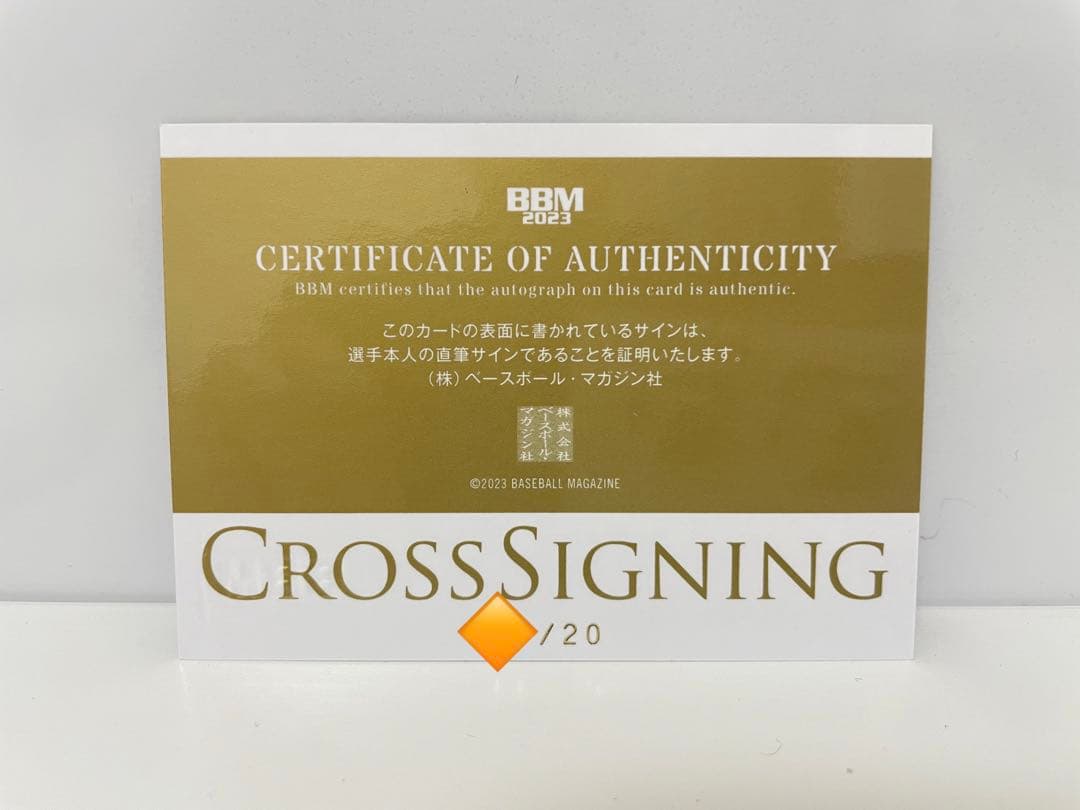 BBM
2023
CERTIFICATE OF AUTHENTICITY
BBM certifies that the autograph on this card is authentic.
このカードの表面に書かれているサインは、
選手本人の直筆サインであることを証明いたします。
(株)ベースボール・マガジン社
株式会社
ベースボール・
マガジン社
©2023 BASEBALL MAGAZINE
CROSSSIGNING
/20